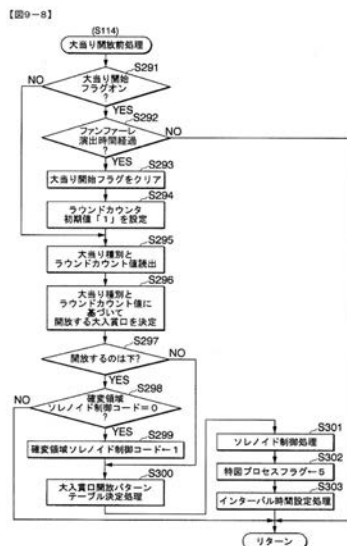 【図9-8】
(S114)
大当り開放前処理
S291
大当り開始
フラグオン
?
NO
YES
S292
ファンファーレ
演出時間経過
?
NO
YES
S293
大当り開始フラグをクリア
S294
ラウンドカウンタ
初期値「1」を設定
S295
大当り種別と
ラウンドカウント値読出
S296
大当り種別と
ラウンドカウント値に
基づいて
開放する大入賞口を決定
S297
開放するのは下?
NO
YES
S298
確変領域
ソレノイド制御コード=0
?
NO
YES
S299
確変領域ソレノイド制御コード←1
S300
大入賞口開放パターン
テーブル決定処理
S301
ソレノイド制御処理
S302
特図プロセスフラグ←5
S303
インターバル時間設定処理
リターン